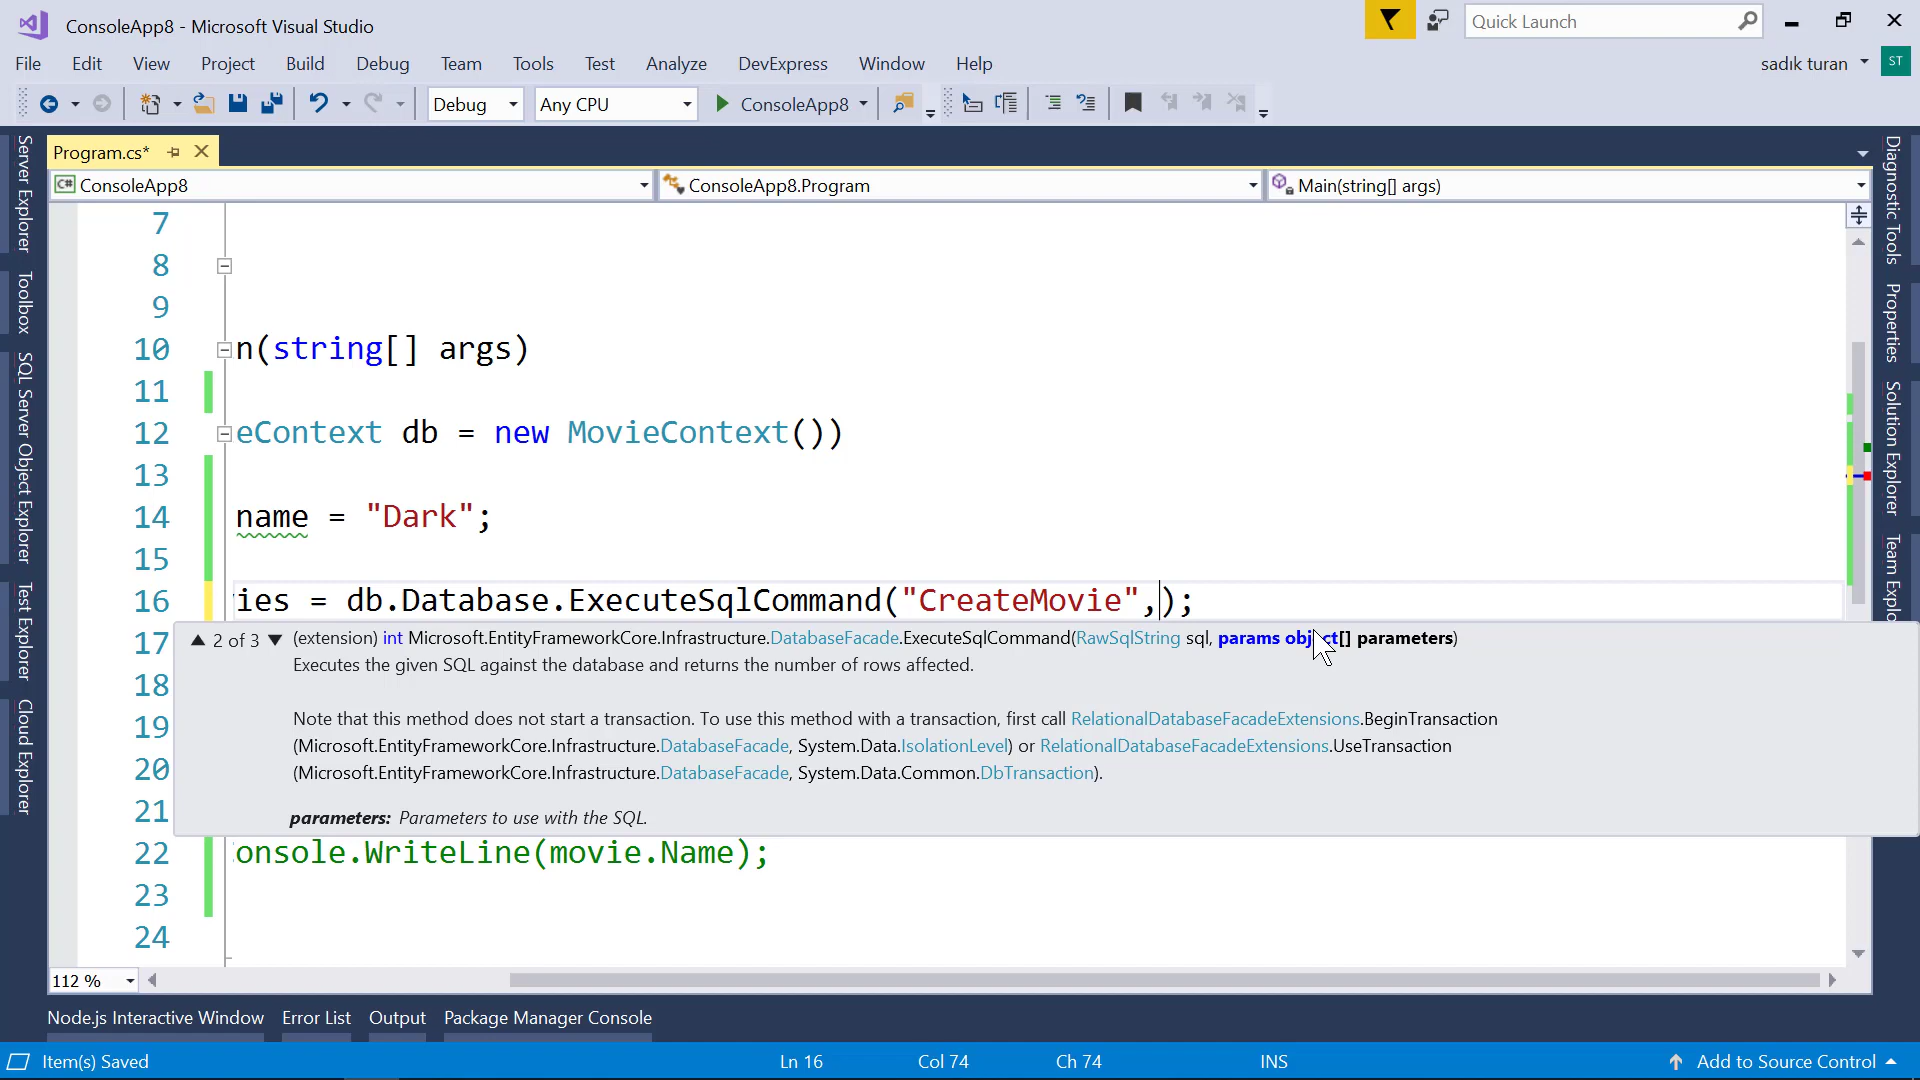 ConsoleApp8 - Microsoft Visual Studio
Quick Launch
File Edit View Project Build Debug Team Tools Test Analyze DevExpress Window Help
sadık turan ST
Debug Any CPU ConsoleApp8
Program.cs*
C# ConsoleApp8 ConsoleApp8.Program Main(string[] args)
Server Explorer
Toolbox
SQL Server Object Explorer
Test Explorer
Cloud Explorer
7
8
9
10 n(string[] args)
11
12 eContext db = new MovieContext())
13
14 name = "Dark";
15
16 ies = db.Database.ExecuteSqlCommand("CreateMovie",);
17 2 of 3 (extension) int Microsoft.EntityFrameworkCore.Infrastructure.DatabaseFacade.ExecuteSqlCommand(RawSqlString sql, params object[] parameters)
Executes the given SQL against the database and returns the number of rows affected.
18
Note that this method does not start a transaction. To use this method with a transaction, first call RelationalDatabaseFacadeExtensions.BeginTransaction
19
(Microsoft.EntityFrameworkCore.Infrastructure.DatabaseFacade, System.Data.IsolationLevel) or RelationalDatabaseFacadeExtensions.UseTransaction
20 (Microsoft.EntityFrameworkCore.Infrastructure.DatabaseFacade, System.Data.Common.DbTransaction).
21 parameters: Parameters to use with the SQL.
22 onsole.WriteLine(movie.Name);
23
24
Diagnostic Tools
Properties
Solution Explorer
Team Explo
112 %
Node.js Interactive Window Error List Output Package Manager Console
Item(s) Saved Ln 16 Col 74 Ch 74 INS Add to Source Control